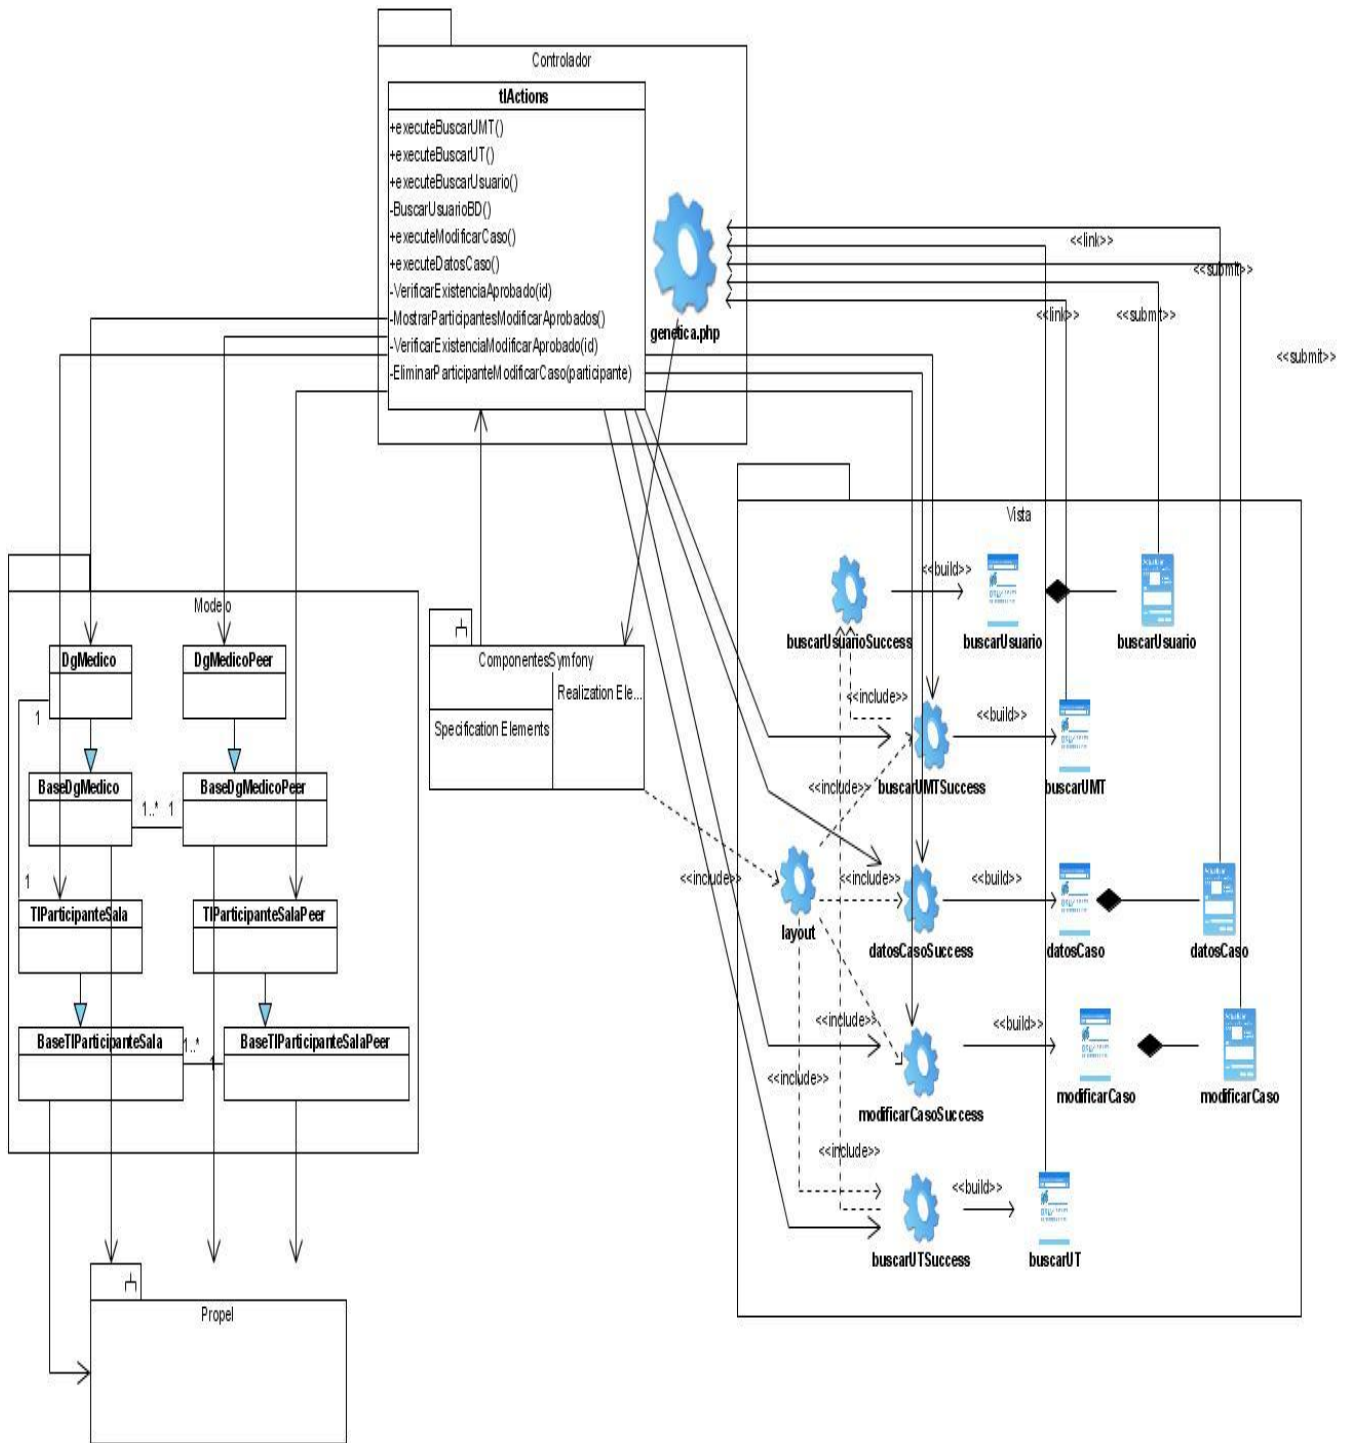 Controlador
tlActions
+executeBuscarUMT()
+executeBuscarUT()
+executeBuscarUsuario()
-BuscarUsuarioBD()
+executeModificarCaso()
+executeDatosCaso()
-VerificarExistenciaAprobado(id)
-MostrarParticipantesModificarAprobados()
-VerificarExistenciaModificarAprobado(id)
-EliminarParticipanteModificarCaso(participante)
genetica.php
<<link>>
<<submit>>
<<link>>
<<submit>>
<<submit>>
Vista
<<build>>
buscarUsuarioSuccess
buscarUsuario
buscarUsuario
<<include>>
<<build>>
buscarUMTSuccess
buscarUMT
<<include>>
<<include>>
<<include>>
<<build>>
layout
datosCasoSuccess
datosCaso
datosCaso
<<include>>
<<build>>
<<include>>
modificarCasoSuccess
modificarCaso
modificarCaso
<<include>>
<<build>>
buscarUTSuccess
buscarUT
Modelo
DgMedico
DgMedicoPeer
1
BaseDgMedico
BaseDgMedicoPeer
1..*
1
1
TlParticipanteSala
TlParticipanteSalaPeer
BaseTlParticipanteSala
BaseTlParticipanteSalaPeer
1..*
1
ComponentesSymfony
Realization Ele...
Specification Elements
Propel